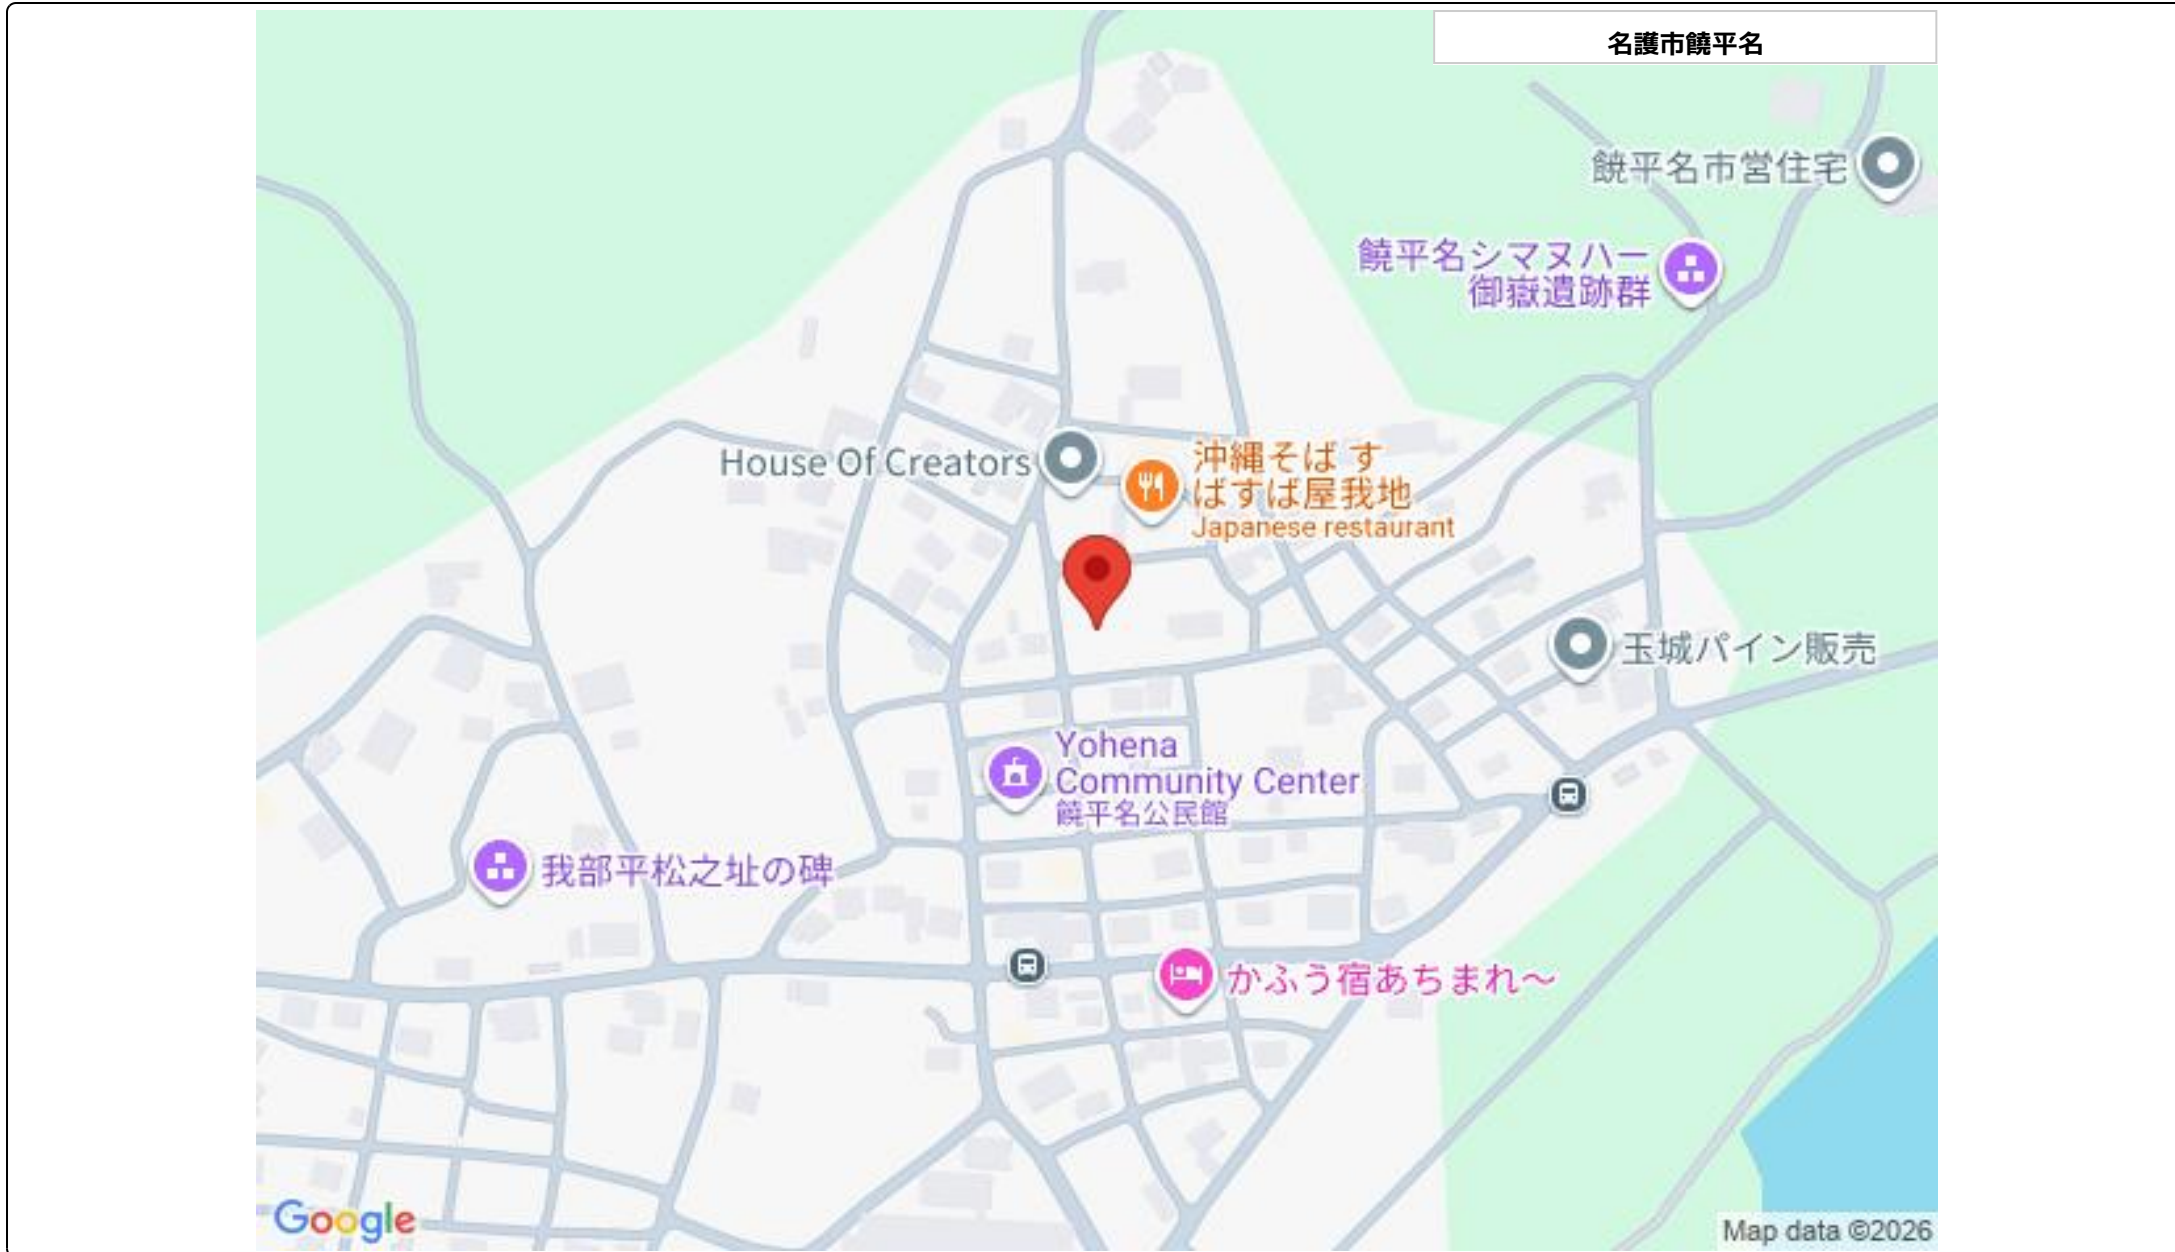 名護市饒平名
饒平名市営住宅
饒平名シマヌハー
御嶽遺跡群
House Of Creators
沖縄そば す
ばすば屋我地
Japanese restaurant
玉城パイン販売
Yohena
Community Center
饒平名公民館
我部平松之址の碑
かふう宿あちまれ～
Google
Map data ©2026